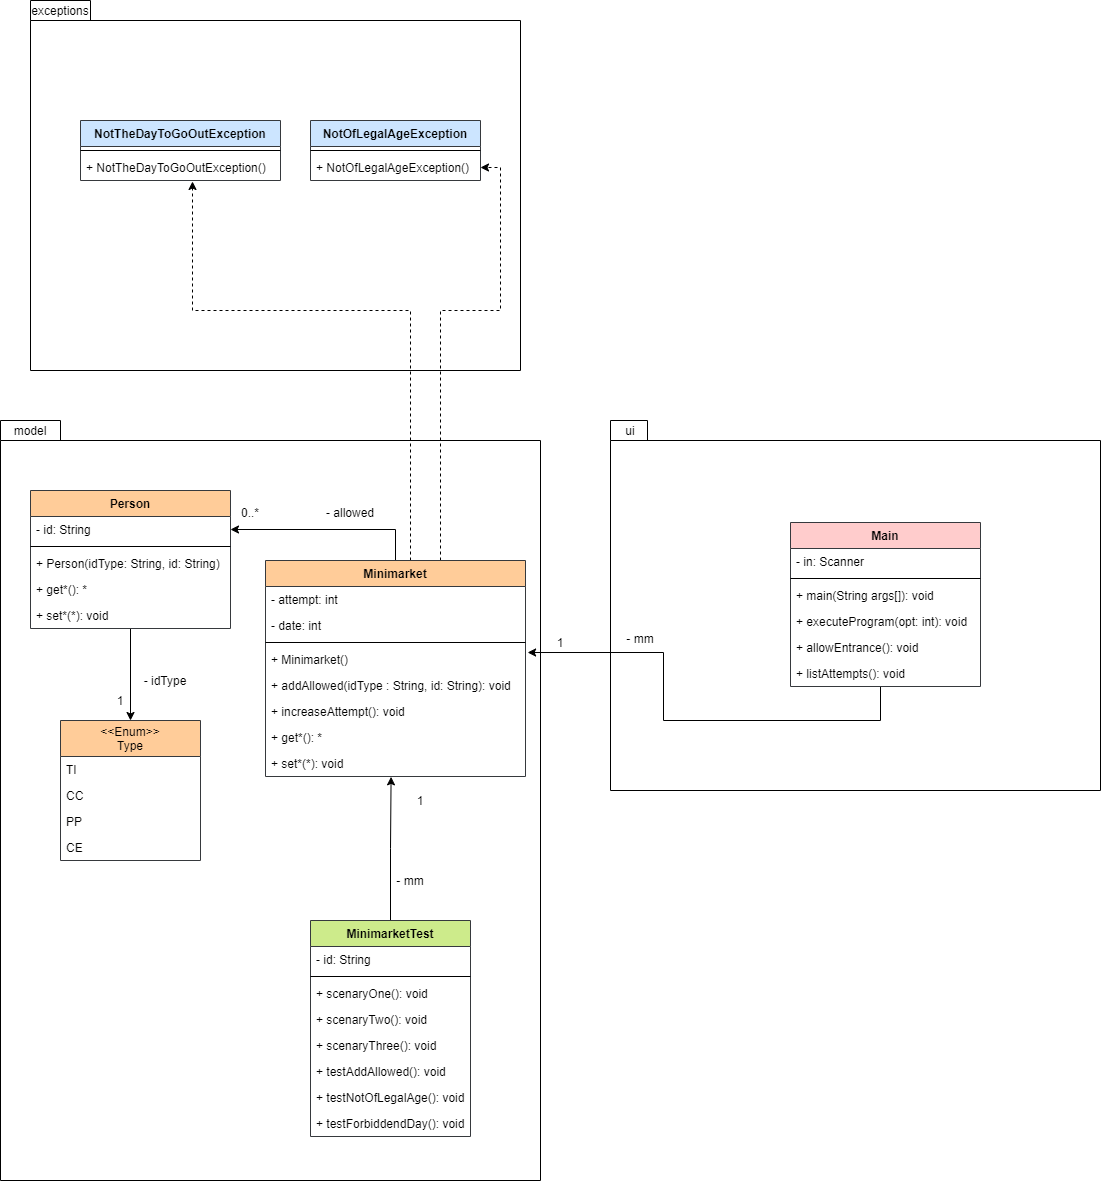 exceptions
NotTheDayToGoOutException
+ NotTheDayToGoOutException()
NotOfLegalAgeException
+ NotOfLegalAgeException()
model
Person
- id: String
+ Person(idType: String, id: String)
+ get*(): *
+ set*(*): void
0..*
- allowed
Minimarket
- attempt: int
- date: int
+ Minimarket()
+ addAllowed(idType : String, id: String): void
+ increaseAttempt(): void
+ get*(): *
+ set*(*): void
- idType
1
<<Enum>>
Type
TI
CC
PP
CE
1
- mm
MinimarketTest
- id: String
+ scenaryOne(): void
+ scenaryTwo(): void
+ scenaryThree(): void
+ testAddAllowed(): void
+ testNotOfLegalAge(): void
+ testForbiddendDay(): void
ui
1
- mm
Main
- in: Scanner
+ main(String args[]): void
+ executeProgram(opt: int): void
+ allowEntrance(): void
+ listAttempts(): void